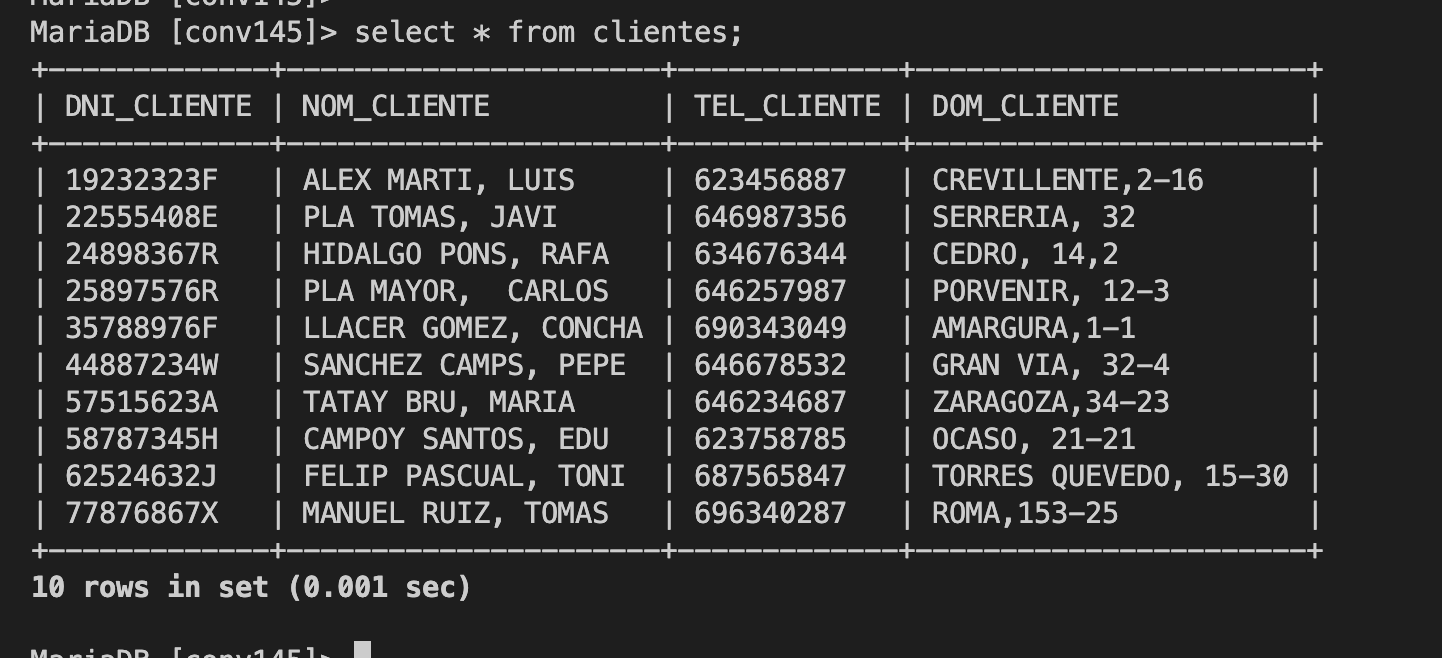 MariaDB [conv145]>
MariaDB [conv145]> select * from clientes;
+-------------+----------------------+-------------+-----------------------+
| DNI_CLIENTE | NOM_CLIENTE          | TEL_CLIENTE | DOM_CLIENTE           |
+-------------+----------------------+-------------+-----------------------+
| 19232323F   | ALEX MARTI, LUIS     | 623456887   | CREVILLENTE,2-16      |
| 22555408E   | PLA TOMAS, JAVI      | 646987356   | SERRERIA, 32          |
| 24898367R   | HIDALGO PONS, RAFA   | 634676344   | CEDRO, 14,2           |
| 25897576R   | PLA MAYOR,  CARLOS   | 646257987   | PORVENIR, 12-3        |
| 35788976F   | LLACER GOMEZ, CONCHA | 690343049   | AMARGURA,1-1          |
| 44887234W   | SANCHEZ CAMPS, PEPE  | 646678532   | GRAN VIA, 32-4        |
| 57515623A   | TATAY BRU, MARIA     | 646234687   | ZARAGOZA,34-23        |
| 58787345H   | CAMPOY SANTOS, EDU   | 623758785   | OCASO, 21-21          |
| 62524632J   | FELIP PASCUAL, TONI  | 687565847   | TORRES QUEVEDO, 15-30 |
| 77876867X   | MANUEL RUIZ, TOMAS   | 696340287   | ROMA,153-25           |
+-------------+----------------------+-------------+-----------------------+
10 rows in set (0.001 sec)
MariaDB [conv145]>